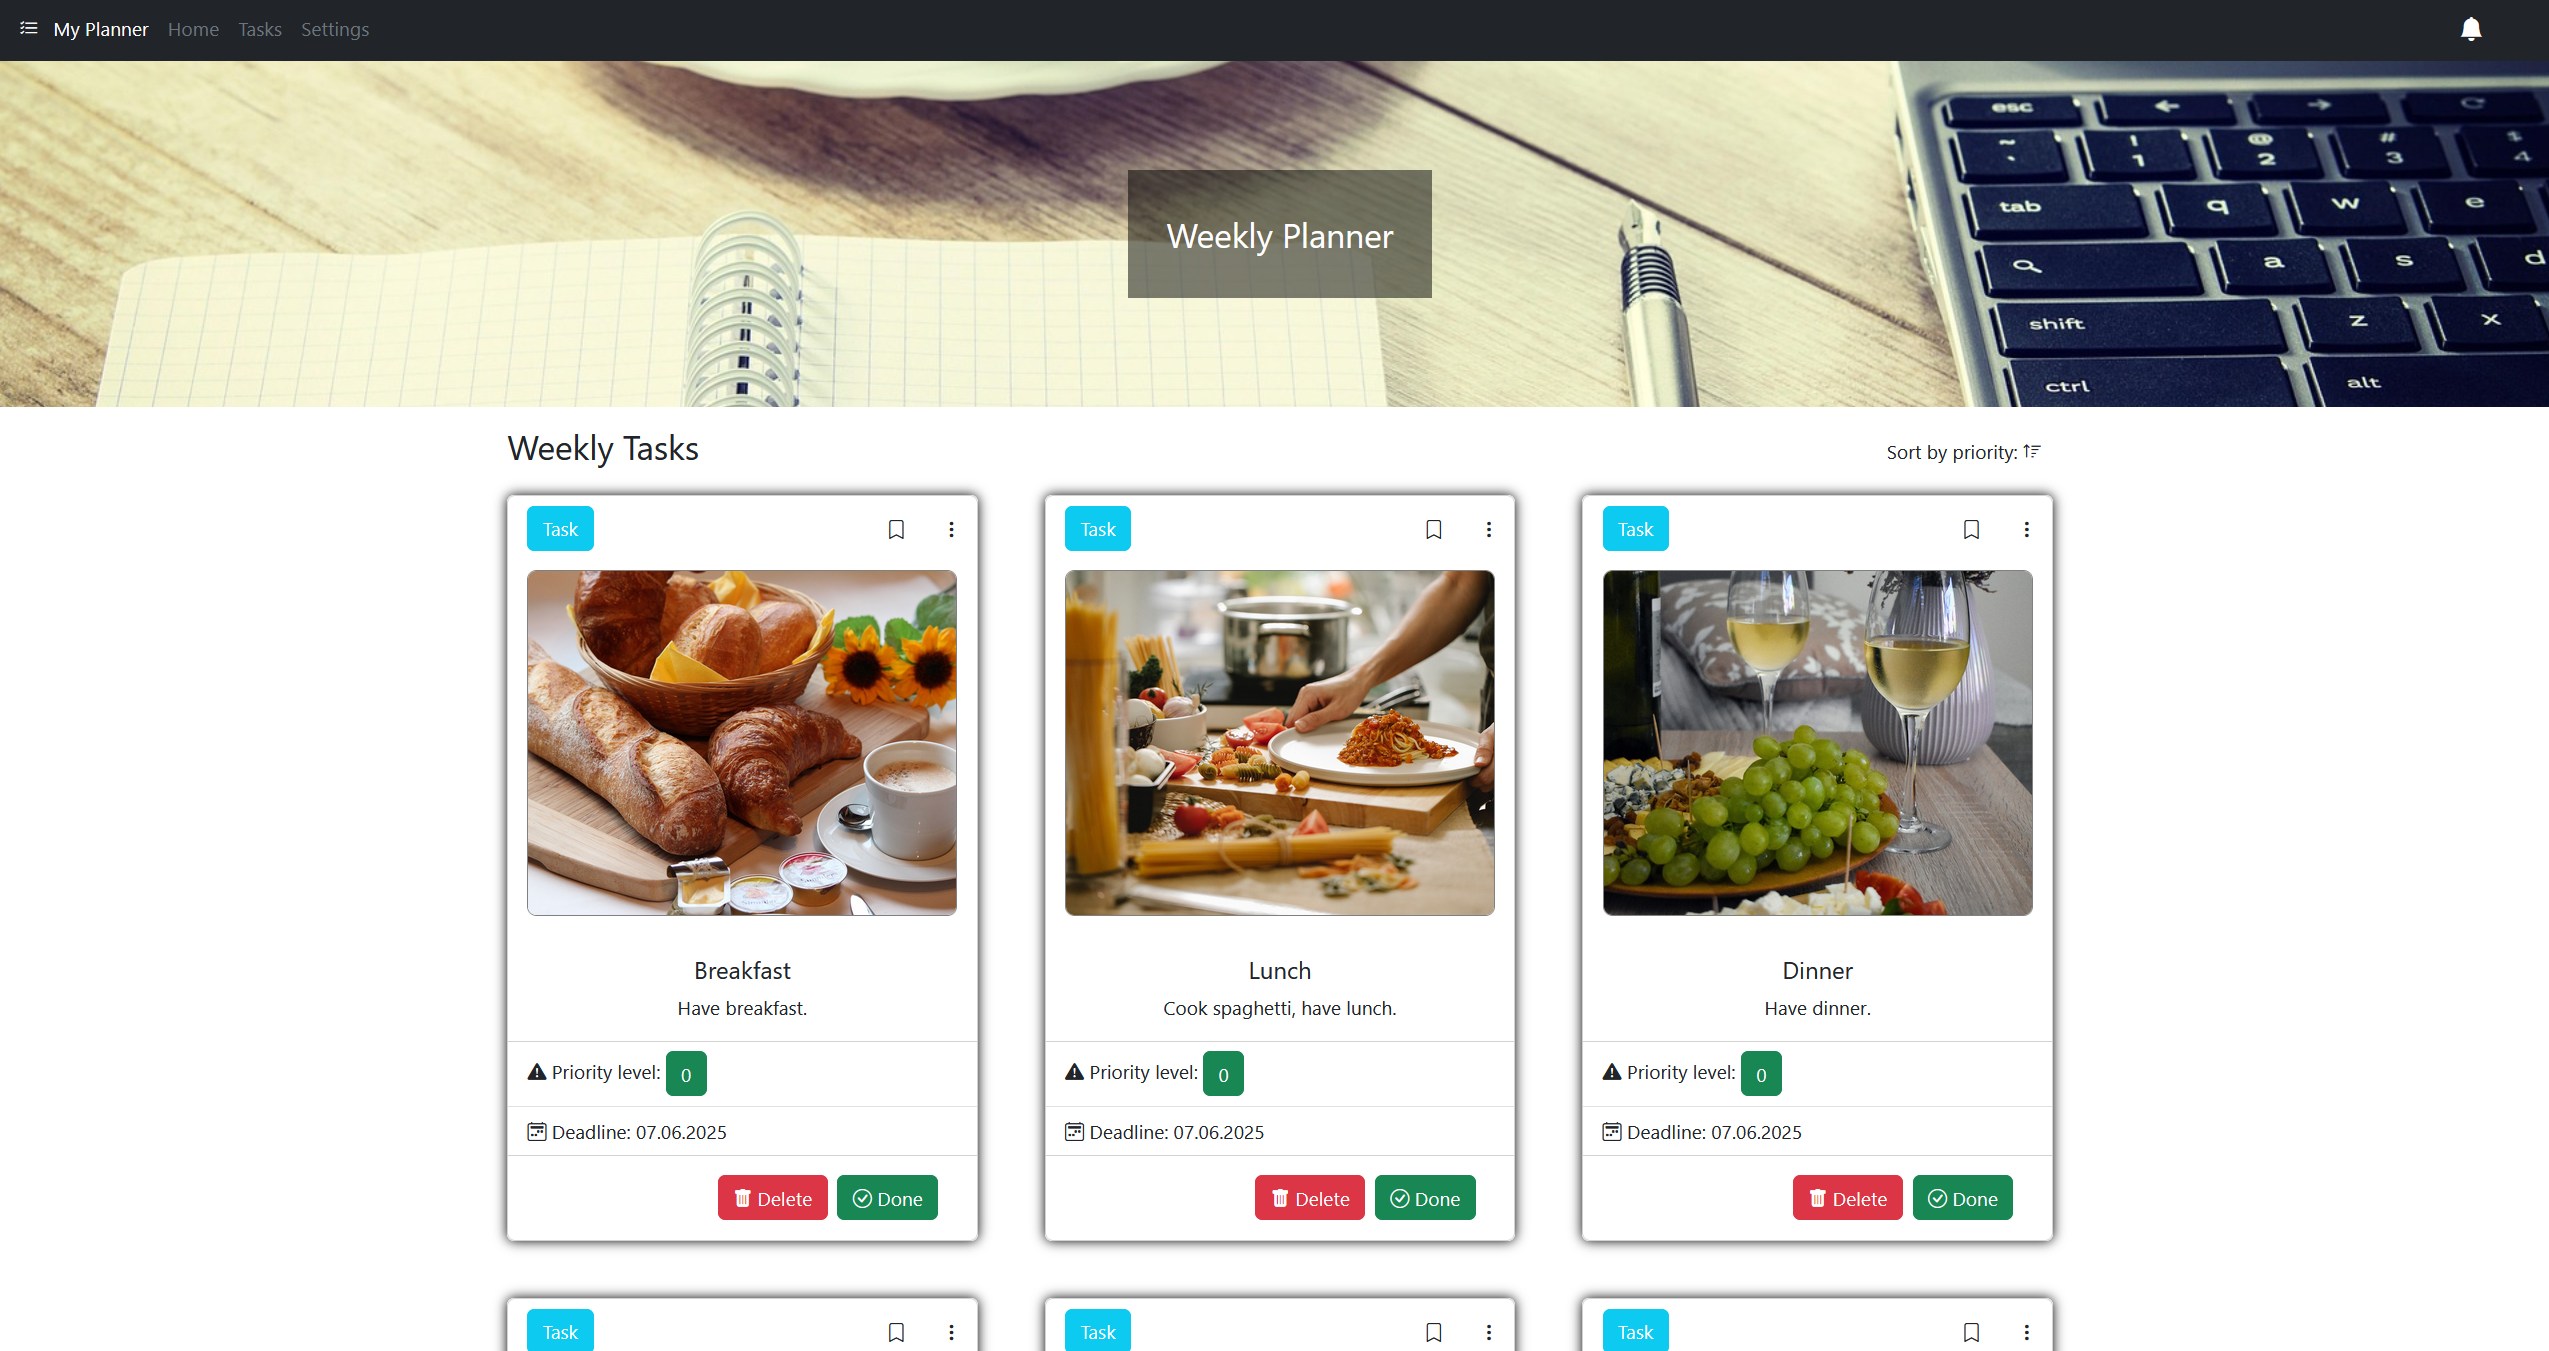 My Planner Home Tasks Settings
esc
~ ! @ # $
` 1 2 3 4
tab q w e
a s d
shift z x
ctrl alt
Weekly Planner
Weekly Tasks
Sort by priority:
Task
Task
Task
Breakfast
Have breakfast.
Priority level: 0
Deadline: 07.06.2025
Delete Done
Lunch
Cook spaghetti, have lunch.
Priority level: 0
Deadline: 07.06.2025
Delete Done
Dinner
Have dinner.
Priority level: 0
Deadline: 07.06.2025
Delete Done
Task
Task
Task